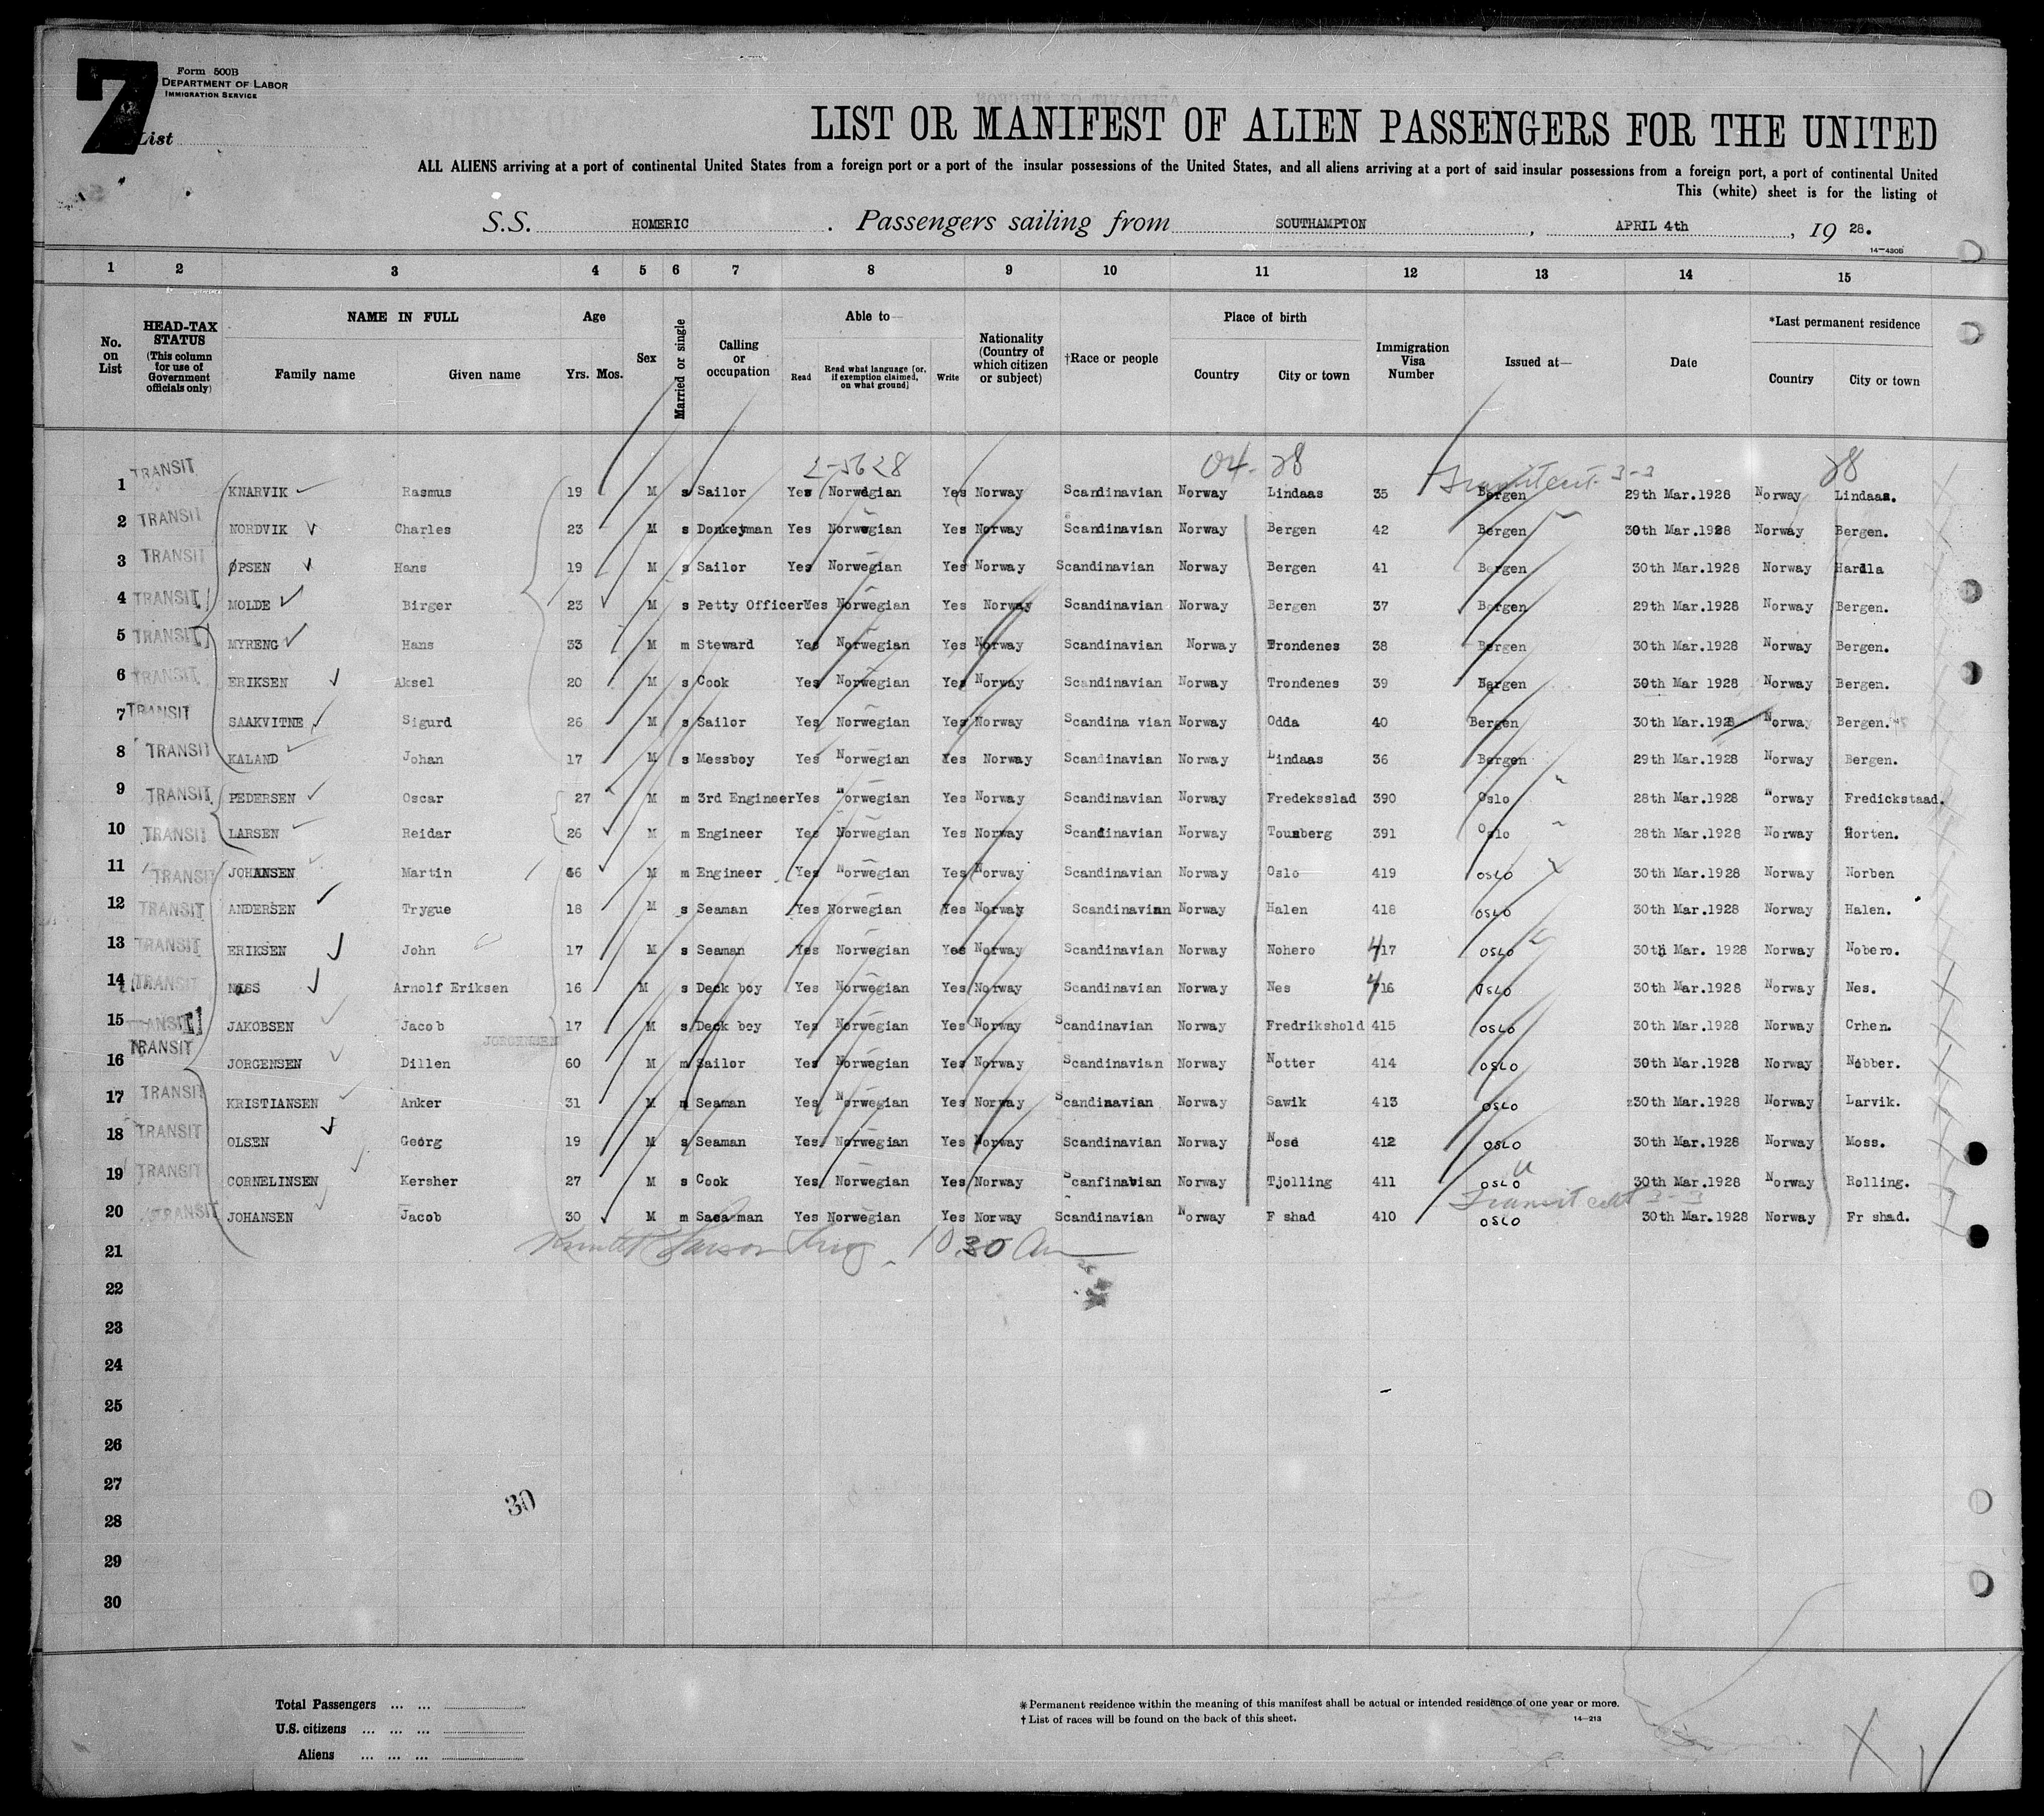 7
Form 500B
DEPARTMENT OF LABOR
IMMIGRATION SERVICE
List
LIST OR MANIFEST OF ALIEN PASSENGERS FOR THE UNITED
ALL ALIENS arriving at a port of continental United States from a foreign port or a port of the insular possessions of the United States, and all aliens arriving at a port of said insular possessions from a foreign port, a port of continental United
This (white) sheet is for the listing of
S.S. HOMERIC. Passengers sailing from SOUTHAMPTON, APRIL 4th, 19 28.
14—430B
1 2 3 4 5 6 7 8 9 10 11 12 13 14 15
No. on List
HEAD-TAX STATUS (This column for use of Government officials only)
NAME IN FULL
Family name Given name
Age
Yrs. Mos.
Sex
Married or single
Calling or occupation
Able to—
Read
Read what language [or, if exemption claimed, on what ground]
Write
Nationality (Country of which citizen or subject)
†Race or people
Place of birth
Country City or town
Immigration Visa Number
Issued at—
Date
*Last permanent residence
Country City or town
04-28 28
1 TRANSIT KNARVIK Rasmus 19 M s Sailor Yes Norwegian Yes Norway Scandinavian Norway Lindaas 35 Bergen 29th Mar.1928 Norway Lindaas.
2 TRANSIT NORDVIK Charles 23 M s Donkeyman Yes Norwegian Yes Norway Scandinavian Norway Bergen 42 Bergen 30th Mar.1928 Norway Bergen.
3 TRANSIT ØPSEN Hans 19 M s Sailor Yes Norwegian Yes Norway Scandinavian Norway Bergen 41 Bergen 30th Mar.1928 Norway Hardla
4 TRANSIT MOLDE Birger 23 M s Petty Officer Yes Norwegian Yes Norway Scandinavian Norway Bergen 37 Bergen 29th Mar.1928 Norway Bergen.
5 TRANSIT MYRENG Hans 33 M m Steward Yes Norwegian Yes Norway Scandinavian Norway Trondenes 38 Bergen 30th Mar.1928 Norway Bergen.
6 TRANSIT ERIKSEN Aksel 20 M s Cook Yes Norwegian Yes Norway Scandinavian Norway Trondenes 39 Bergen 30th Mar 1928 Norway Bergen.
7 TRANSIT SAAKVITNE Sigurd 26 M s Sailor Yes Norwegian Yes Norway Scandina vian Norway Odda 40 Bergen 30th Mar.1928 Norway Bergen.
8 TRANSIT KALAND Johan 17 M s Messboy Yes Norwegian Yes Norway Scandinavian Norway Lindaas 36 Bergen 29th Mar.1928 Norway Bergen.
9 TRANSIT PEDERSEN Oscar 27 M m 3rd Engineer Yes Norwegian Yes Norway Scandinavian Norway Fredeksslad 390 Oslo 28th Mar.1928 Norway Fredickstaad.
10 TRANSIT LARSEN Reidar 26 M m Engineer Yes Norwegian Yes Norway Scandinavian Norway Tounberg 391 Oslo 28th Mar.1928 Norway Horten.
11 TRANSIT JOHANSEN Martin 46 M m Engineer Yes Norwegian Yes Norway Scandinavian Norway Oslo 419 OSLO 30th Mar.1928 Norway Norben
12 TRANSIT ANDERSEN Trygue 18 M s Seaman Yes Norwegian Yes Norway Scandinavian Norway Halen 418 OSLO 30th Mar.1928 Norway Halen.
13 TRANSIT ERIKSEN John 17 M s Seaman Yes Norwegian Yes Norway Scandinavian Norway Nohero 417 OSLO 30th Mar. 1928 Norway Nobero.
14 TRANSIT NESS Arnolf Eriksen 16 M s Deck boy Yes Norwegian Yes Norway Scandinavian Norway Nes 416 OSLO 30th Mar.1928 Norway Nes.
15 TRANSIT JAKOBSEN Jacob 17 M s Deck boy Yes Norwegian Yes Norway Scandinavian Norway Fredrikshold 415 OSLO 30th Mar.1928 Norway Crhen.
JORGENSEN
16 TRANSIT JORGENSEN Dillen 60 M m Sailor Yes Norwegian Yes Norway Scandinavian Norway Notter 414 OSLO 30th Mar.1928 Norway Nobber.
17 TRANSIT KRISTIANSEN Anker 31 M m Seaman Yes Norwegian Yes Norway Scandinavian Norway Sawik 413 OSLO 30th Mar.1928 Norway Larvik.
18 TRANSIT OLSEN Georg 19 M s Seaman Yes Norwegian Yes Norway Scandinavian Norway Nose 412 OSLO 30th Mar.1928 Norway Moss.
19 TRANSIT CORNELINSEN Kersher 27 M s Cook Yes Norwegian Yes Norway Scanfinabian Norway Tjolling 411 OSLO 30th Mar.1928 Norway Rolling.
Transit cert 3-3
20 TRANSIT JOHANSEN Jacob 30 M m Seaman Yes Norwegian Yes Norway Scandinavian Norway F shad 410 OSLO 30th Mar.1928 Norway Fr shad.
21 10 30 Am
22
23
24
25
26
27
30
28
29
30
Total Passengers ... ...
U.S. citizens ... ... ...
Aliens ... ... ...
* Permanent residence within the meaning of this manifest shall be actual or intended residence of one year or more.
† List of races will be found on the back of this sheet. 14—213